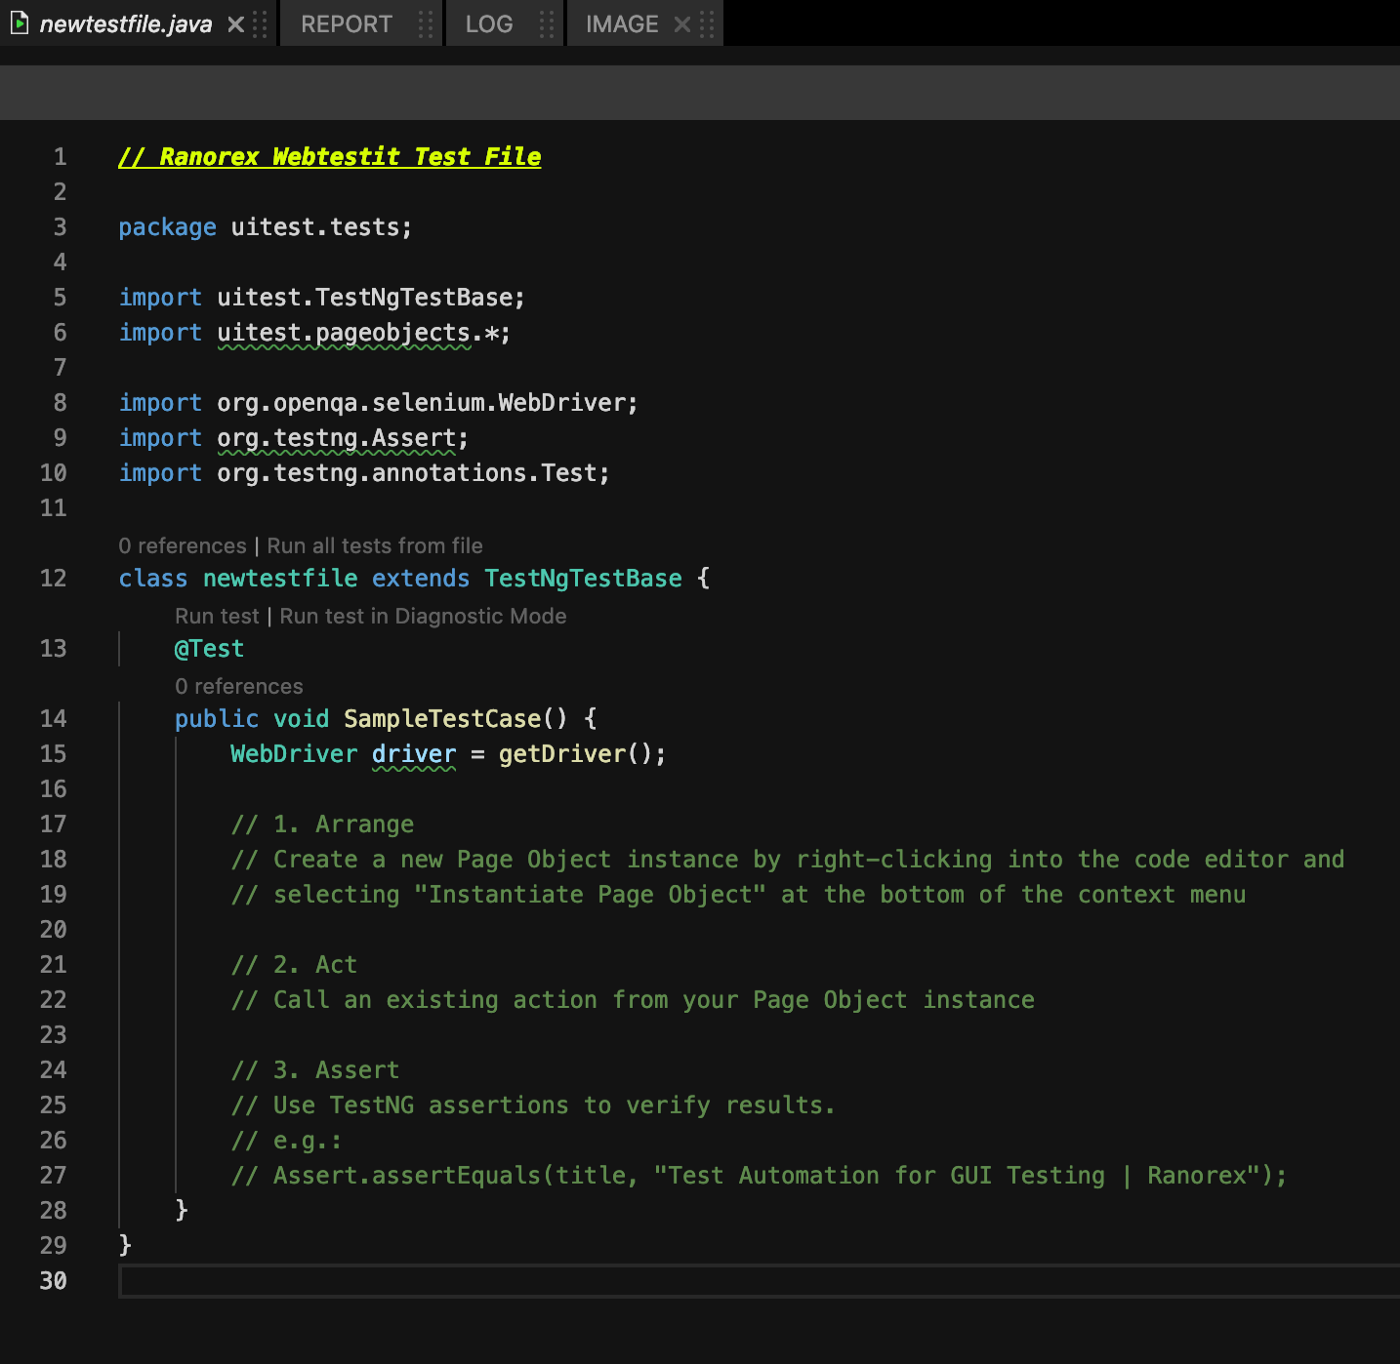 newtestfile.java
REPORT
LOG
IMAGE
1 // Ranorex Webtestit Test File
2
3 package uitest.tests;
4
5 import uitest.TestNgTestBase;
6 import uitest.pageobjects.*;
7
8 import org.openqa.selenium.WebDriver;
9 import org.testng.Assert;
10 import org.testng.annotations.Test;
11
0 references | Run all tests from file
12 class newtestfile extends TestNgTestBase {
Run test | Run test in Diagnostic Mode
13 @Test
0 references
14 public void SampleTestCase() {
15 WebDriver driver = getDriver();
16
17 // 1. Arrange
18 // Create a new Page Object instance by right-clicking into the code editor and
19 // selecting "Instantiate Page Object" at the bottom of the context menu
20
21 // 2. Act
22 // Call an existing action from your Page Object instance
23
24 // 3. Assert
25 // Use TestNG assertions to verify results.
26 // e.g.:
27 // Assert.assertEquals(title, "Test Automation for GUI Testing | Ranorex");
28 }
29 }
30